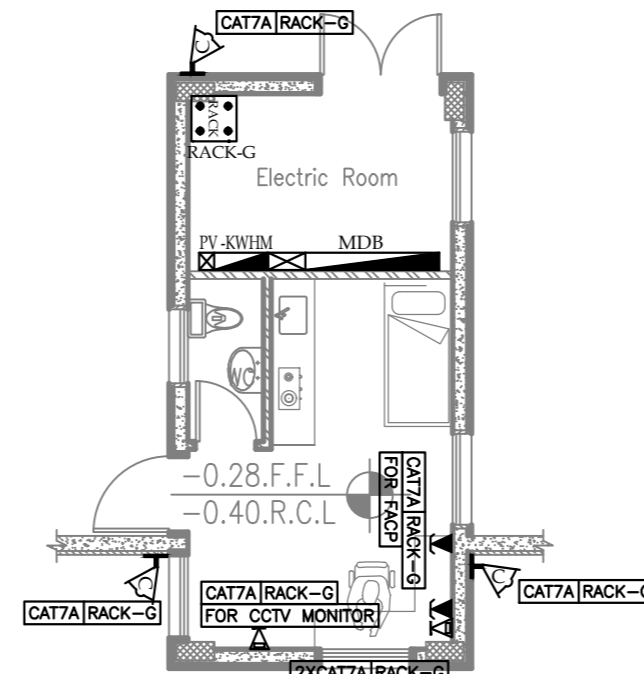 CAT7A RACK-G
RACK
RACK-G
Electric Room
PV-KWHM MDB
WC
-0.28.F.F.L
-0.40.R.C.L
CAT7A RACK-G
FOR FACP
C
C
C
CAT7A RACK-G
CAT7A RACK-G
FOR CCTV MONITOR
CAT7A RACK-G
2XCAT7A RACK-G